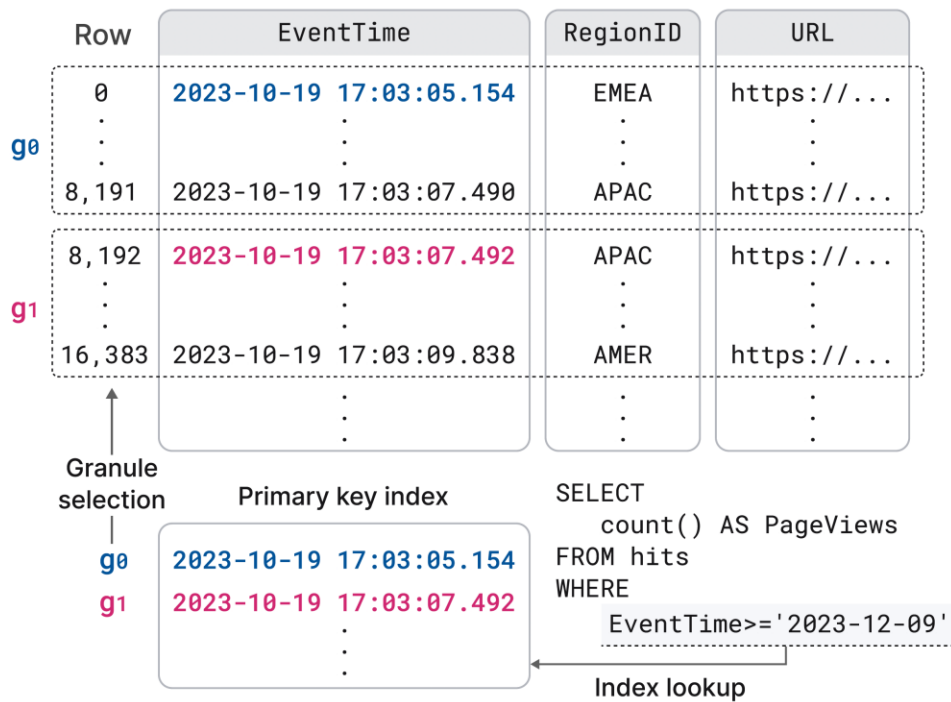 Row EventTime RegionID URL
0 2023-10-19 17:03:05.154 EMEA https://...
g0
8,191 2023-10-19 17:03:07.490 APAC https://...
8,192 2023-10-19 17:03:07.492 APAC https://...
g1
16,383 2023-10-19 17:03:09.838 AMER https://...
Granule
selection
Primary key index
g0 2023-10-19 17:03:05.154
g1 2023-10-19 17:03:07.492
SELECT
count() AS PageViews
FROM hits
WHERE
EventTime>='2023-12-09'
Index lookup